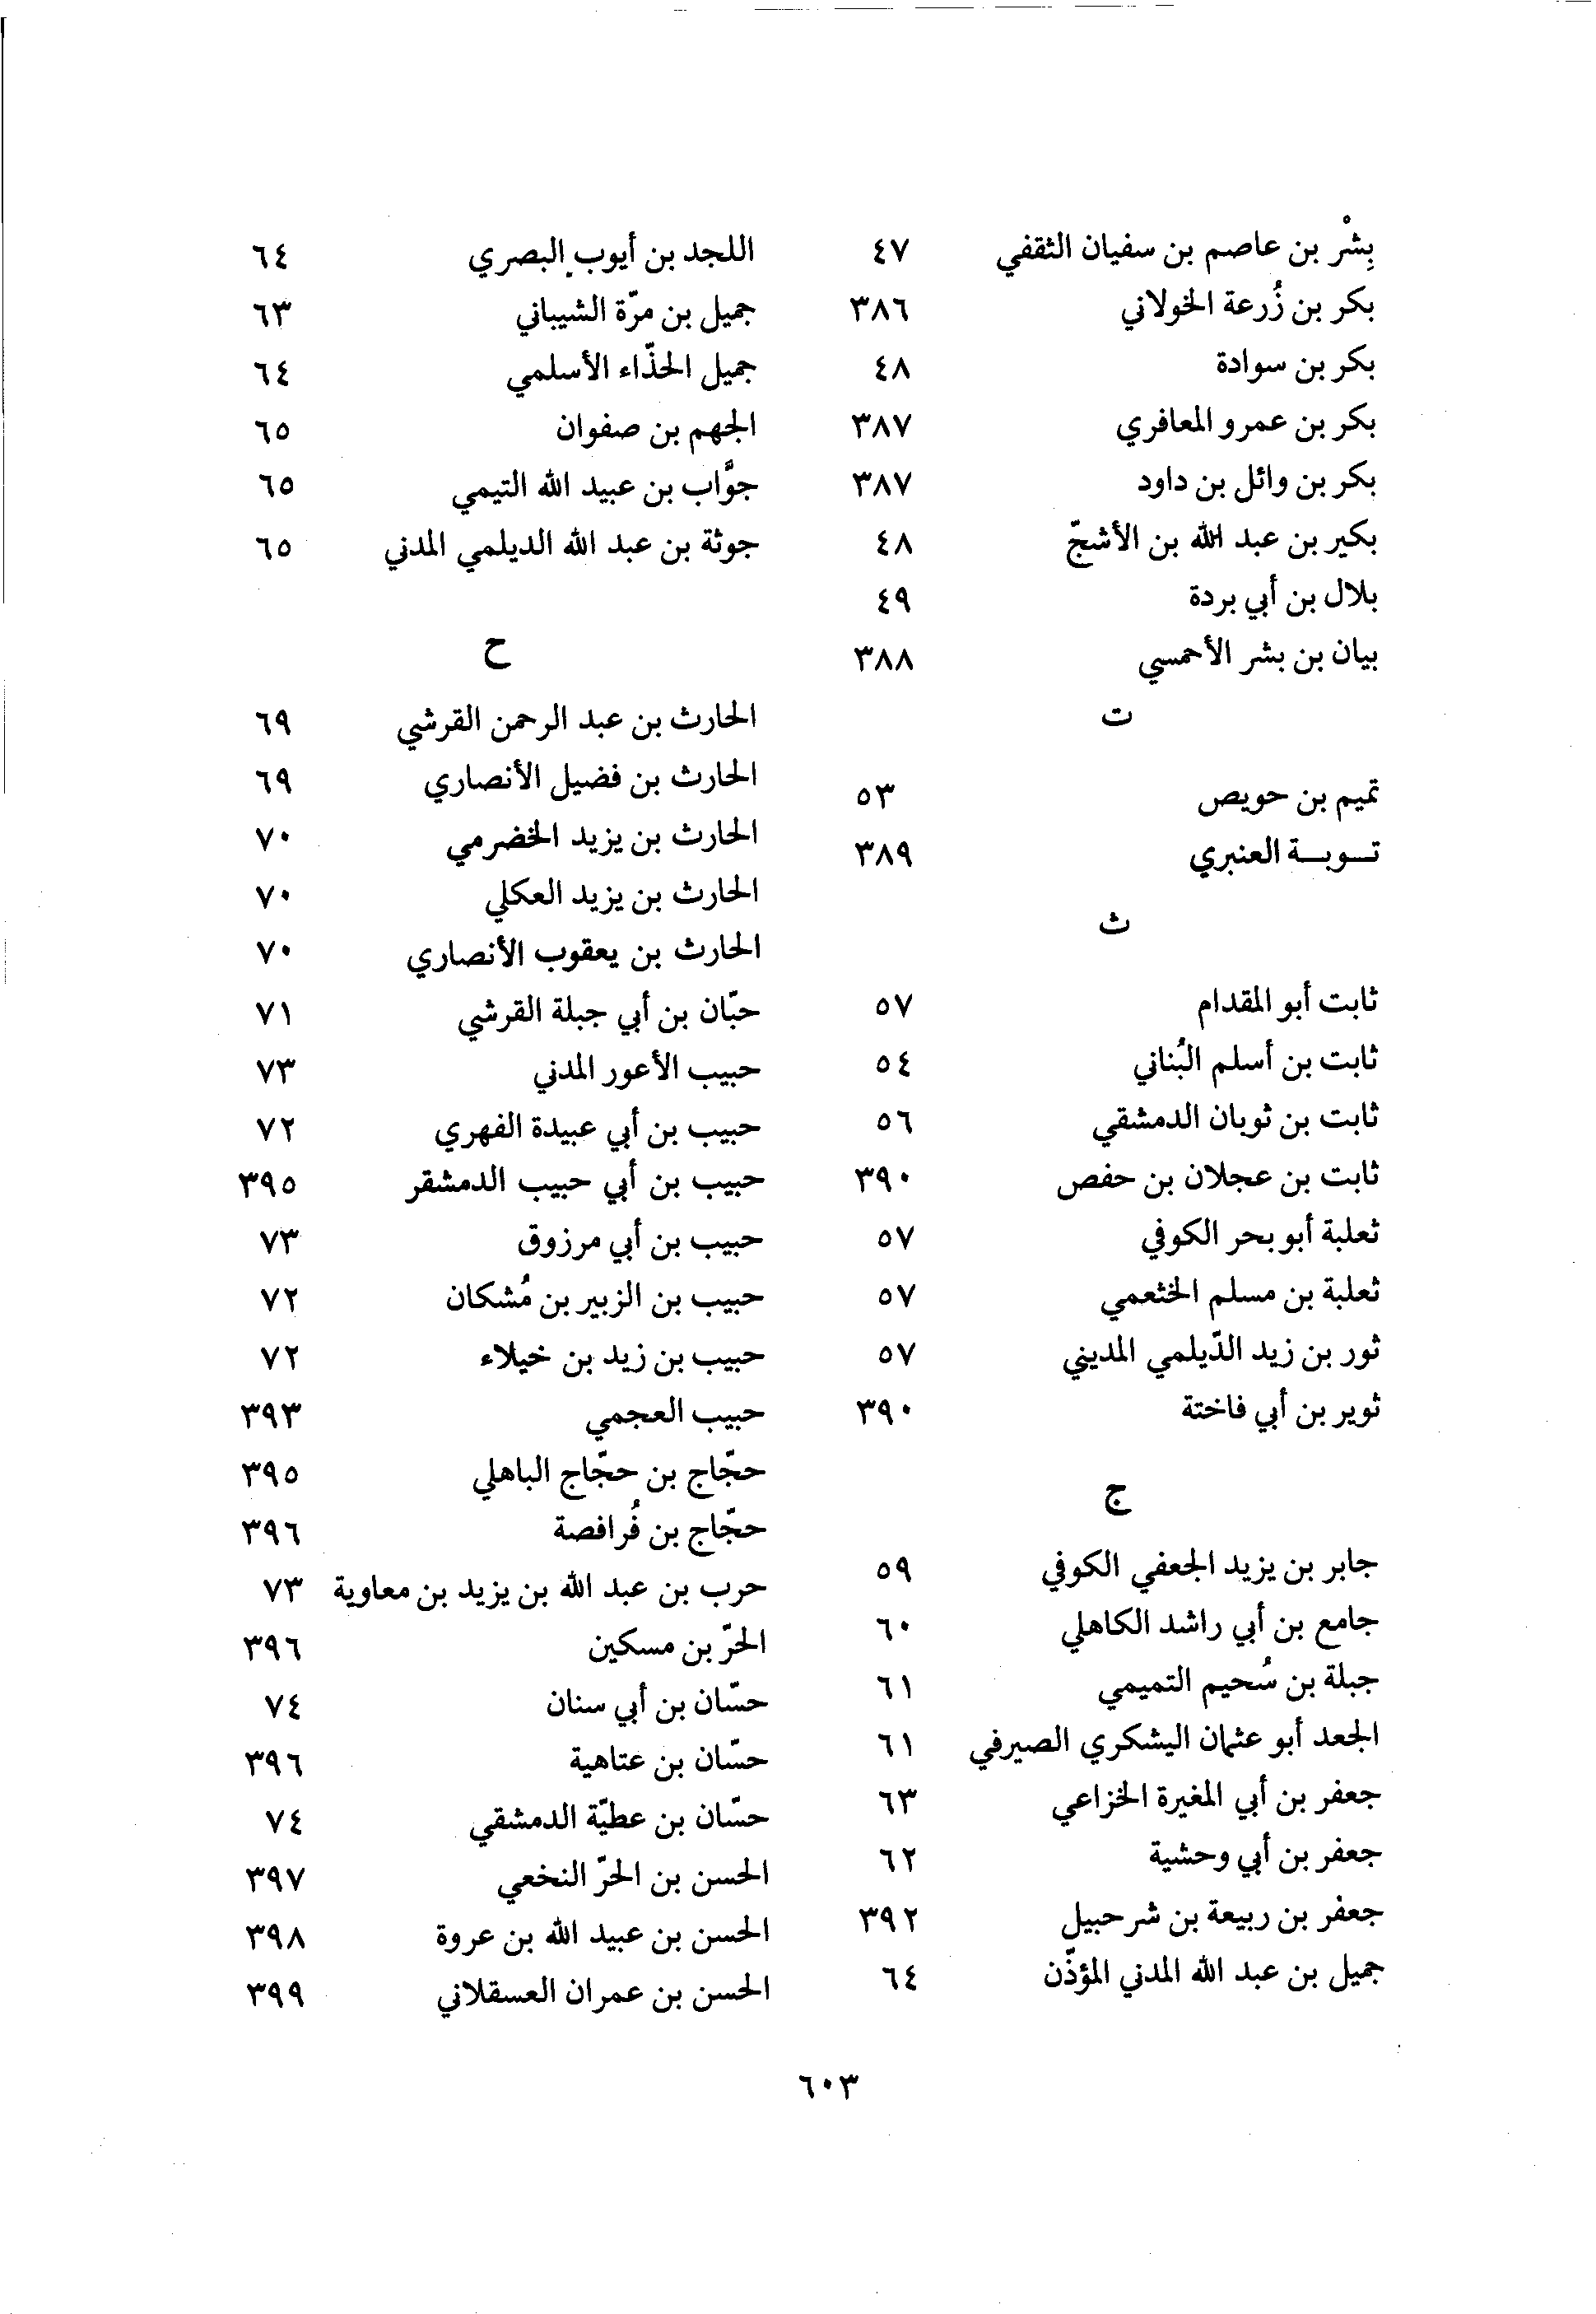 بِشْر بن عاصم بن سفيان الثقفي ٤٧
بكر بن زُرعة الخولاني ٣٨٦
بكر بن سوادة ٤٨
بكر بن عمرو المعافري ٣٨٧
بكر بن وائل بن داود ٣٨٧
بكير بن عبد الله بن الأشجّ ٤٨
بلال بن أبي بردة ٤٩
بيان بن بشر الأحمسي ٣٨٨
ت
تميم بن حويص ٥٣
تـوبـة العنبري ٣٨٩
ث
ثابت أبو المقدام ٥٧
ثابت بن أسلم البُناني ٥٤
ثابت بن ثوبان الدمشقي ٥٦
ثابت بن عجلان بن حفص ٣٩٠
ثعلبة أبو بحر الكوفي ٥٧
ثعلبة بن مسلم الخثعمي ٥٧
ثور بن زيد الدّيلمي المديني ٥٧
ثوير بن أبي فاختة ٣٩٠
ج
جابر بن يزيد الجعفي الكوفي ٥٩
جامع بن أبي راشد الكاهلي ٦٠
جبلة بن سُحيم التميمي ٦١
الجعد أبو عثمان اليشكري الصيرفي ٦١
جعفر بن أبي المغيرة الخزاعي ٦٣
جعفر بن أبي وحشية ٦٢
جعفر بن ربيعة بن شرحبيل ٣٩٢
جميل بن عبد الله المدني المؤذّن ٦٤
اللجد بن أيوب البصري ٦٤
جميل بن مرّة الشيباني ٦٣
جميل الحذّاء الأسلمي ٦٤
الجهم بن صفوان ٦٥
جوَّاب بن عبيد الله التيمي ٦٥
جوثة بن عبد الله الديلمي المدني ٦٥
ح
الحارث بن عبد الرحمن القرشي ٦٩
الحارث بن فضيل الأنصاري ٦٩
الحارث بن يزيد الخضرمي ٧٠
الحارث بن يزيد العكلي ٧٠
الحارث بن يعقوب الأنصاري ٧٠
حبّان بن أبي جبلة القرشي ٧١
حبيب الأعور المدني ٧٣
حبيب بن أبي عبيدة الفهري ٧٢
حبيب بن أبي حبيب الدمشقر ٣٩٥
حبيب بن أبي مرزوق ٧٣
حبيب بن الزبير بن مُشكان ٧٢
حبيب بن زيد بن خيلاء ٧٢
حبيب العجمي ٣٩٣
حجّاج بن حجّاج الباهلي ٣٩٥
حجّاج بن فُرافصة ٣٩٦
حرب بن عبد الله بن يزيد بن معاوية ٧٣
الحرّ بن مسكين ٣٩٦
حسّان بن أبي سنان ٧٤
حسّان بن عتاهية ٣٩٦
حسّان بن عطيّة الدمشقي ٧٤
الحسن بن الحرّ النخعي ٣٩٧
الحسن بن عبيد الله بن عروة ٣٩٨
الحسن بن عمران العسقلاني ٣٩٩
٦٠٣